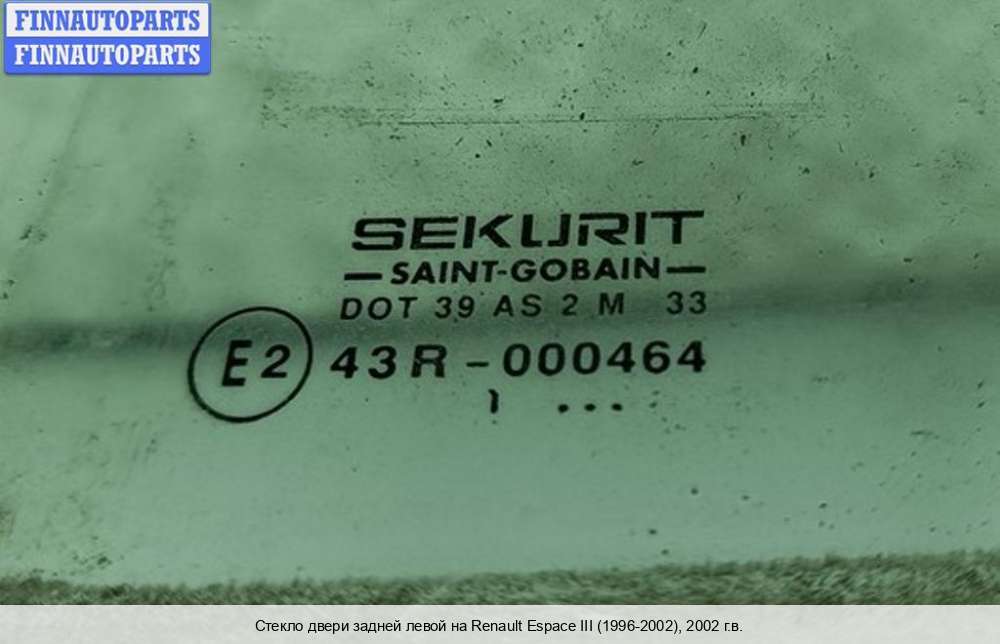 FINNAUTOPARTS
FINNAUTOPARTS
SEKURIT
SAINT-GOBAIN
DOT 39 AS 2 M 33
E2 43R-000464
1 ...
Стекло двери задней левой на Renault Espace III (1996-2002), 2002 г.в.